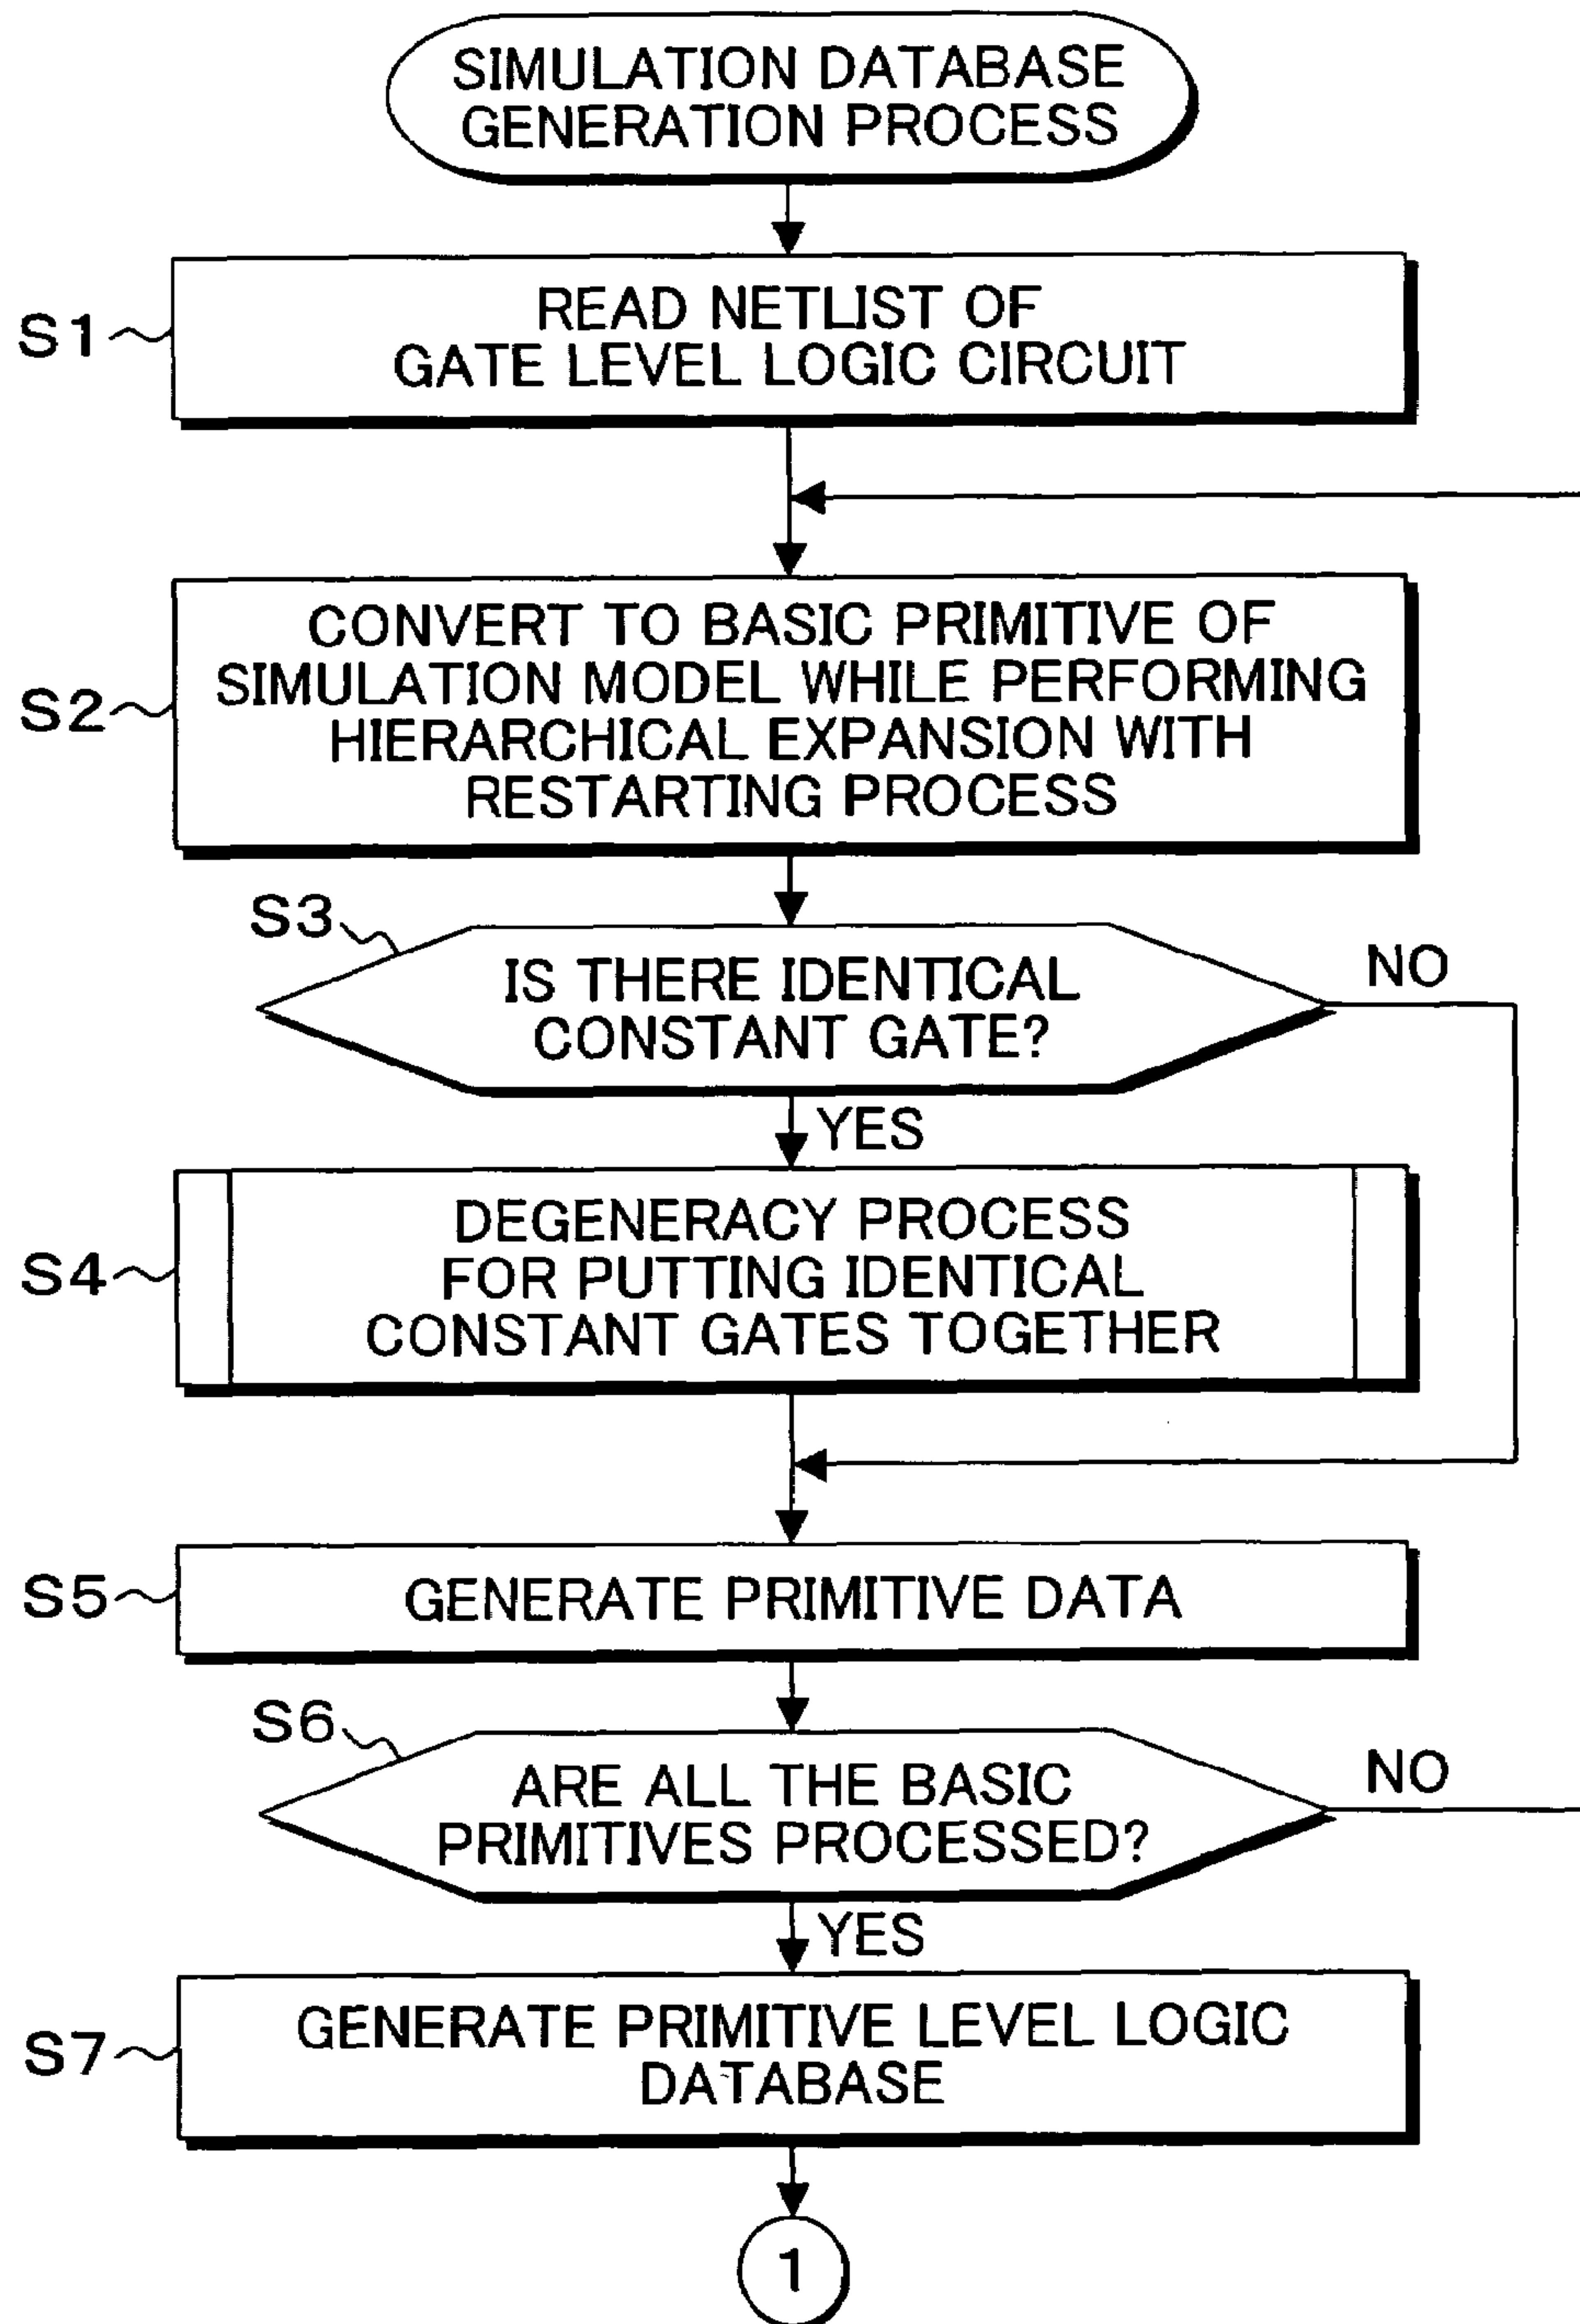 SIMULATION DATABASE
GENERATION PROCESS
S1
READ NETLIST OF
GATE LEVEL LOGIC CIRCUIT
S2
CONVERT TO BASIC PRIMITIVE OF
SIMULATION MODEL WHILE PERFORMING
HIERARCHICAL EXPANSION WITH
RESTARTING PROCESS
S3
IS THERE IDENTICAL
CONSTANT GATE?
NO
YES
S4
DEGENERACY PROCESS
FOR PUTTING IDENTICAL
CONSTANT GATES TOGETHER
S5
GENERATE PRIMITIVE DATA
S6
ARE ALL THE BASIC
PRIMITIVES PROCESSED?
NO
YES
S7
GENERATE PRIMITIVE LEVEL LOGIC
DATABASE
1